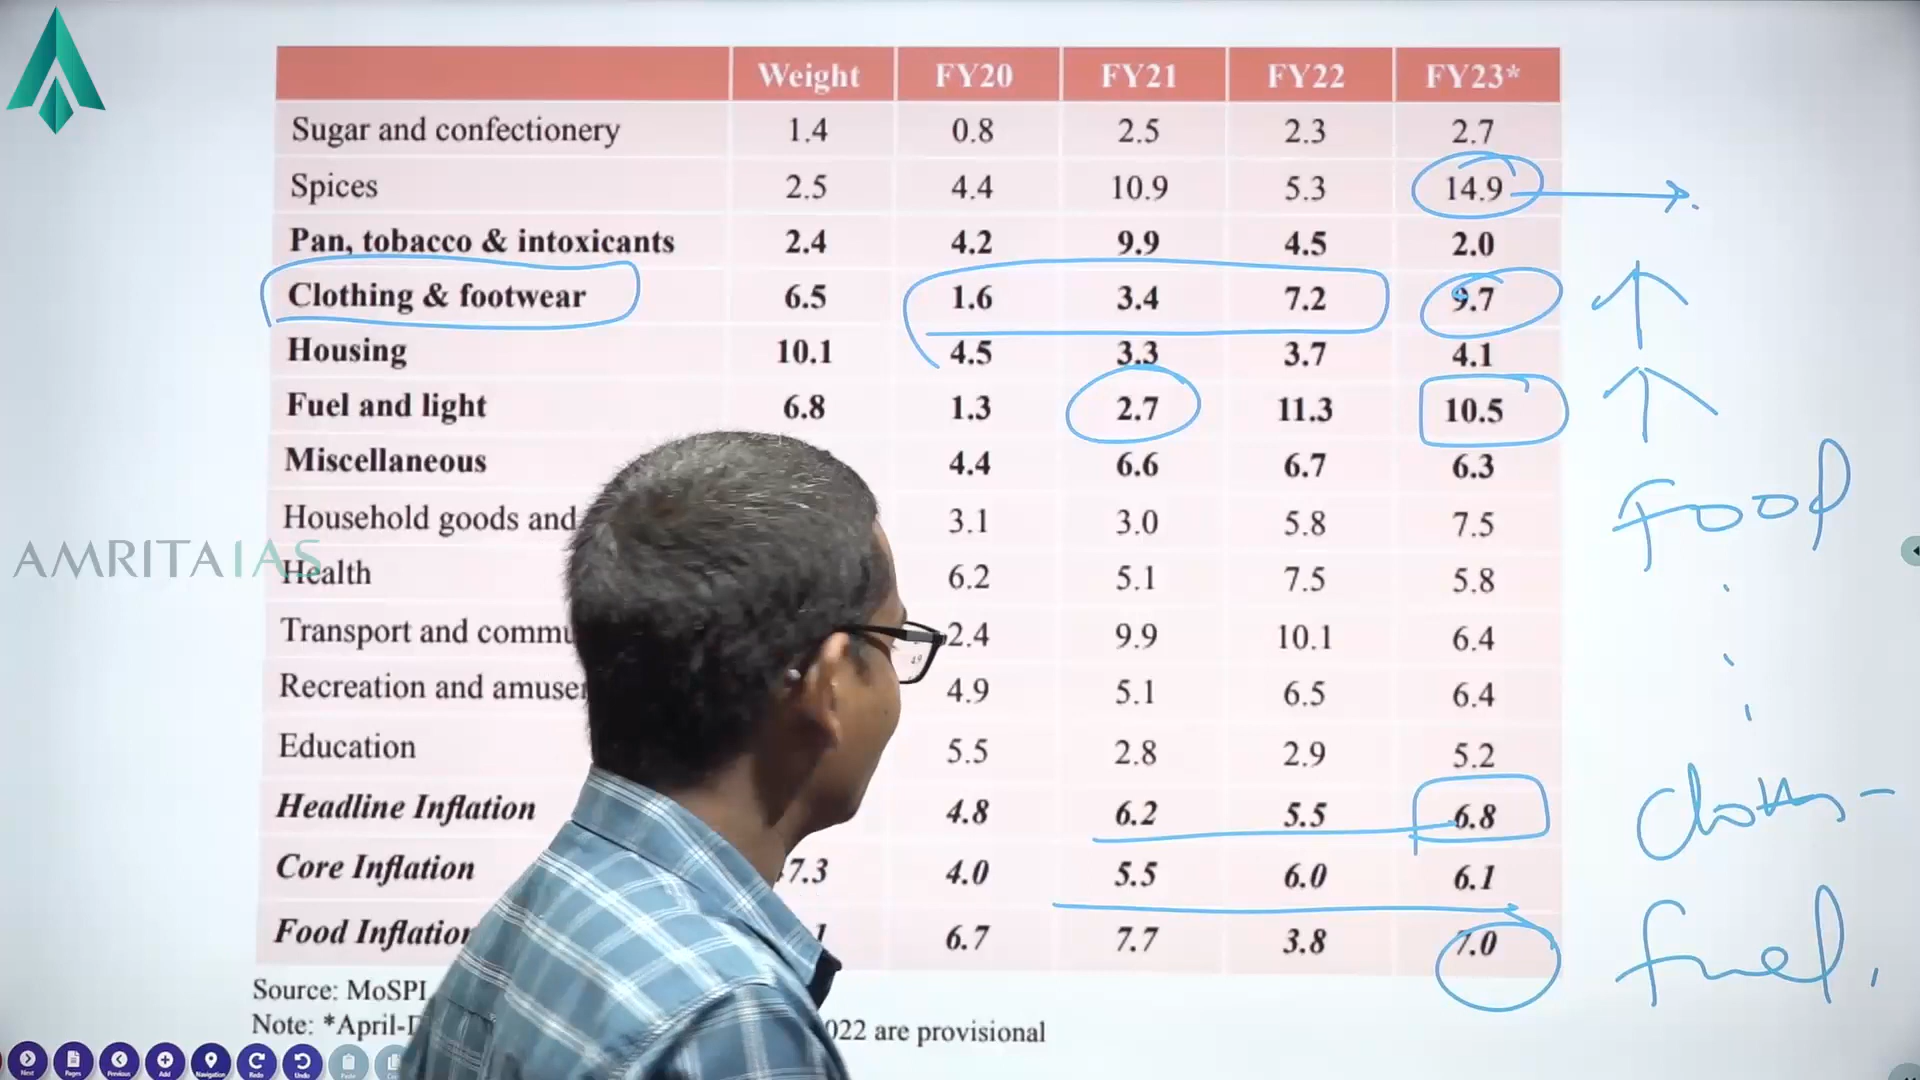 Weight FY20 FY21 FY22 FY23*
Sugar and confectionery 1.4 0.8 2.5 2.3 2.7
Spices 2.5 4.4 10.9 5.3 14.9
Pan, tobacco & intoxicants 2.4 4.2 9.9 4.5 2.0
Clothing & footwear 6.5 1.6 3.4 7.2 9.7
Housing 10.1 4.5 3.3 3.7 4.1
Fuel and light 6.8 1.3 2.7 11.3 10.5
Miscellaneous 4.4 6.6 6.7 6.3
Household goods and 3.1 3.0 5.8 7.5
Health 6.2 5.1 7.5 5.8
Transport and 2.4 9.9 10.1 6.4
Recreation and 4.9 5.1 6.5 6.4
Education 5.5 2.8 2.9 5.2
Headline Inflation 4.8 6.2 5.5 6.8
Core Inflation 4.0 5.5 6.0 6.1
Food Inflation 6.7 7.7 3.8 7.0
Source: MoSPI
Note: are provisional
Food
fuel.
AMRITA IAS
Next
Pages
Previous
Add
Navigation
Redo
Undo